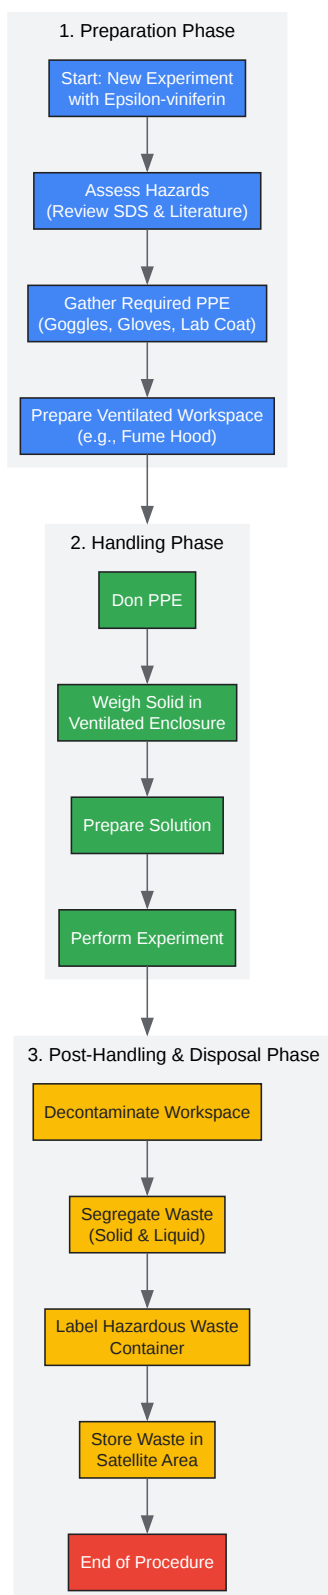 1. Preparation Phase
Start: New Experiment
with Epsilon-viniferin
Assess Hazards
(Review SDS & Literature)
Gather Required PPE
(Goggles, Gloves, Lab Coat)
Prepare Ventilated Workspace
(e.g., Fume Hood)
2. Handling Phase
Don PPE
Weigh Solid in
Ventilated Enclosure
Prepare Solution
Perform Experiment
3. Post-Handling & Disposal Phase
Decontaminate Workspace
Segregate Waste
(Solid & Liquid)
Label Hazardous Waste
Container
Store Waste in
Satellite Area
End of Procedure